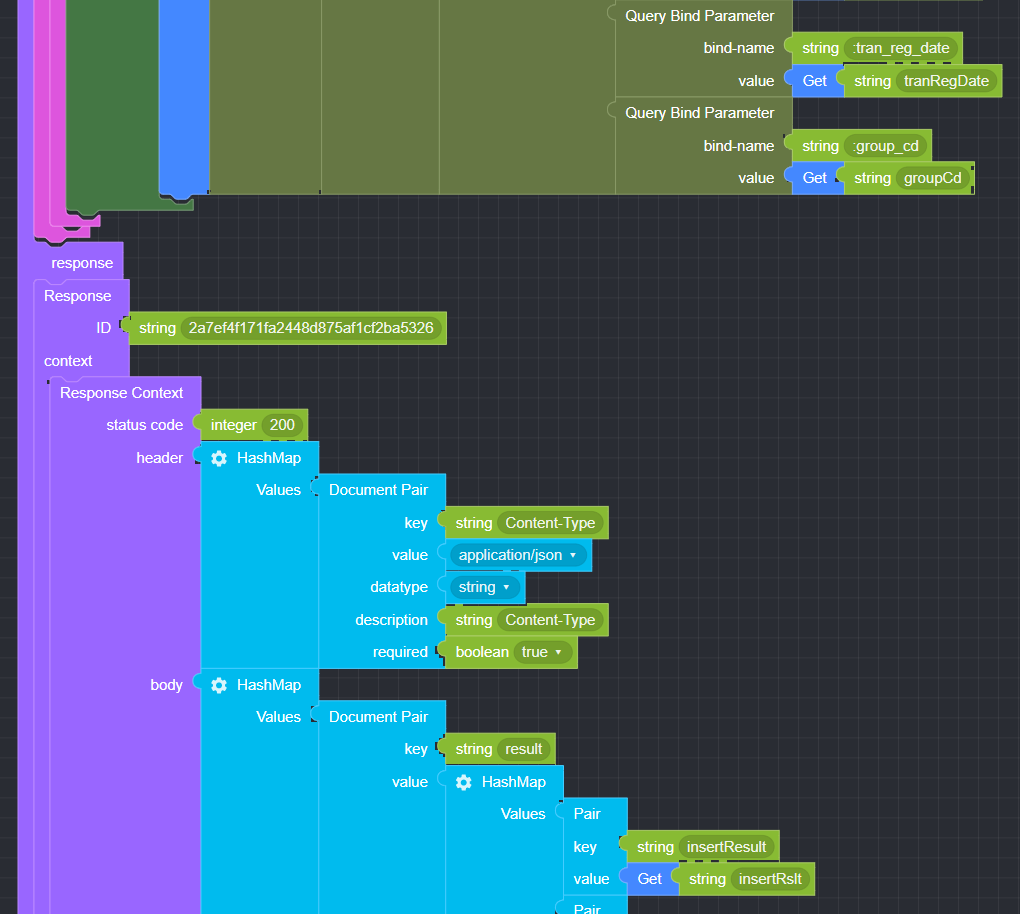 Query Bind Parameter
bind-name string :tran_reg_date
value Get string tranRegDate
Query Bind Parameter
bind-name string :group_cd
value Get string groupCd
response
Response
ID string 2a7ef4f171fa2448d875af1cf2ba5326
context
Response Context
status code integer 200
header HashMap
Values Document Pair
key string Content-Type
value application/json
datatype string
description string Content-Type
required boolean true
body HashMap
Values Document Pair
key string result
value HashMap
Values Pair
key string insertResult
value Get string insertRslt
Pair